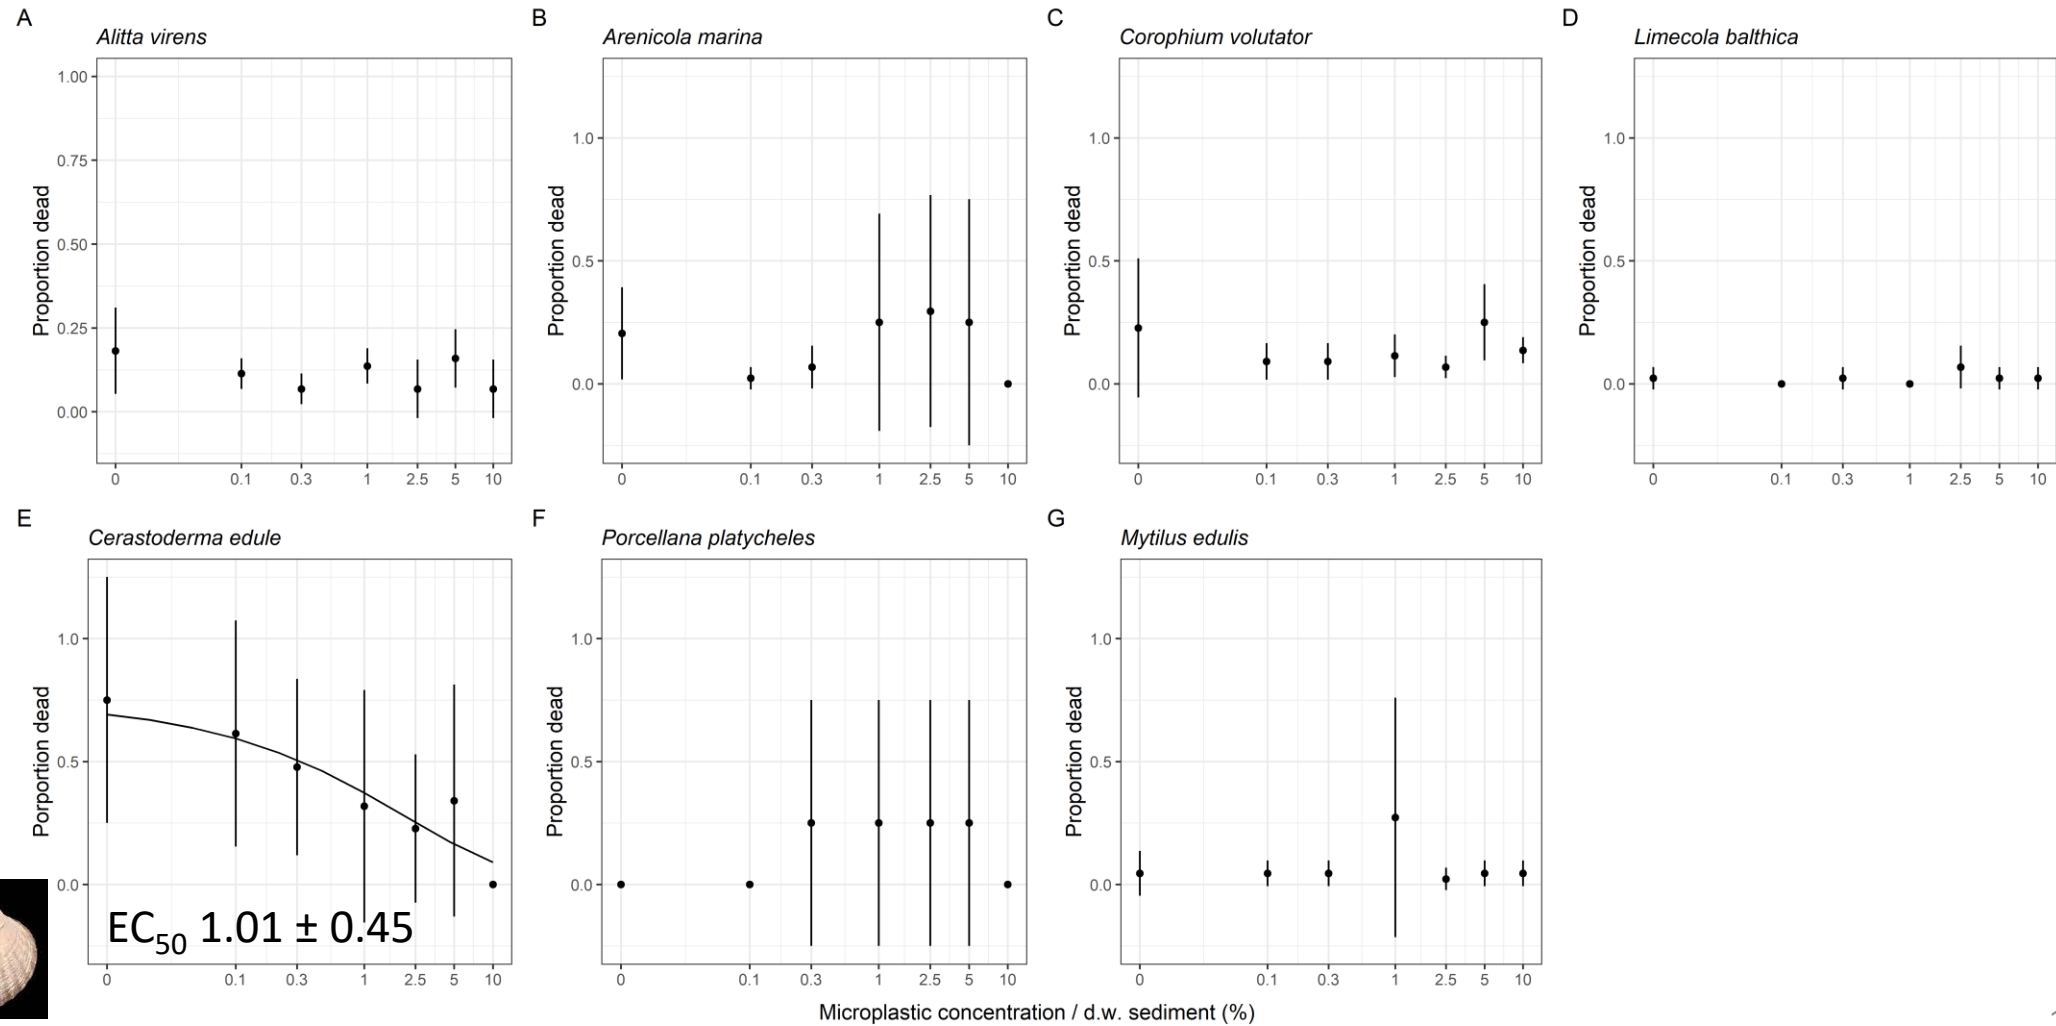 A
Alitta virens
Proportion dead
1.00
0.75
0.50
0.25
0.00
0 0.1 0.3 1 2.5 5 10
B
Arenicola marina
Proportion dead
1.0
0.5
0.0
0 0.1 0.3 1 2.5 5 10
C
Corophium volutator
Proportion dead
1.0
0.5
0.0
0 0.1 0.3 1 2.5 5 10
D
Limecola balthica
Proportion dead
1.0
0.5
0.0
0 0.1 0.3 1 2.5 5 10
E
Cerastoderma edule
Porportion dead
1.0
0.5
0.0
EC50 1.01 ± 0.45
0 0.1 0.3 1 2.5 5 10
F
Porcellana platycheles
Proportion dead
1.0
0.5
0.0
0 0.1 0.3 1 2.5 5 10
G
Mytilus edulis
Proportion dead
1.0
0.5
0.0
0 0.1 0.3 1 2.5 5 10
Microplastic concentration / d.w. sediment (%)